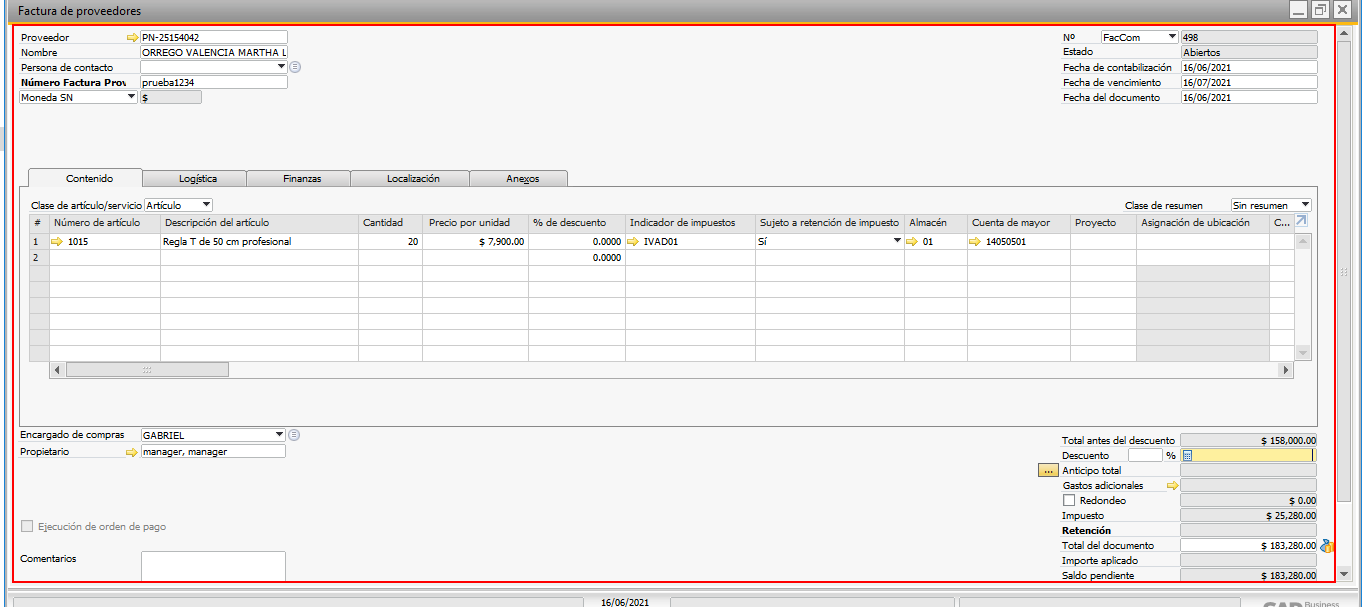 Factura de proveedores
Proveedor PN-25154042
Nombre ORREGO VALENCIA MARTHA L
Persona de contacto
Número Factura Prov prueba1234
Moneda SN $
Nº FacCom 498
Estado Abiertos
Fecha de contabilización 16/06/2021
Fecha de vencimiento 16/07/2021
Fecha del documento 16/06/2021
Contenido Logística Finanzas Localización Anexos
Clase de artículo/servicio Artículo Clase de resumen Sin resumen
# Número de artículo Descripción del artículo Cantidad Precio por unidad % de descuento Indicador de impuestos Sujeto a retención de impuesto Almacén Cuenta de mayor Proyecto Asignación de ubicación C...
1 1015 Regla T de 50 cm profesional 20 $ 7,900.00 0.0000 IVAD01 Sí 01 14050501
2 0.0000
Encargado de compras GABRIEL
Propietario manager, manager
Ejecución de orden de pago
Comentarios
Total antes del descuento $ 158,000.00
Descuento %
... Anticipo total
Gastos adicionales
Redondeo $ 0.00
Impuesto $ 25,280.00
Retención
Total del documento $ 183,280.00
Importe aplicado
Saldo pendiente $ 183,280.00
16/06/2021
SAP Business